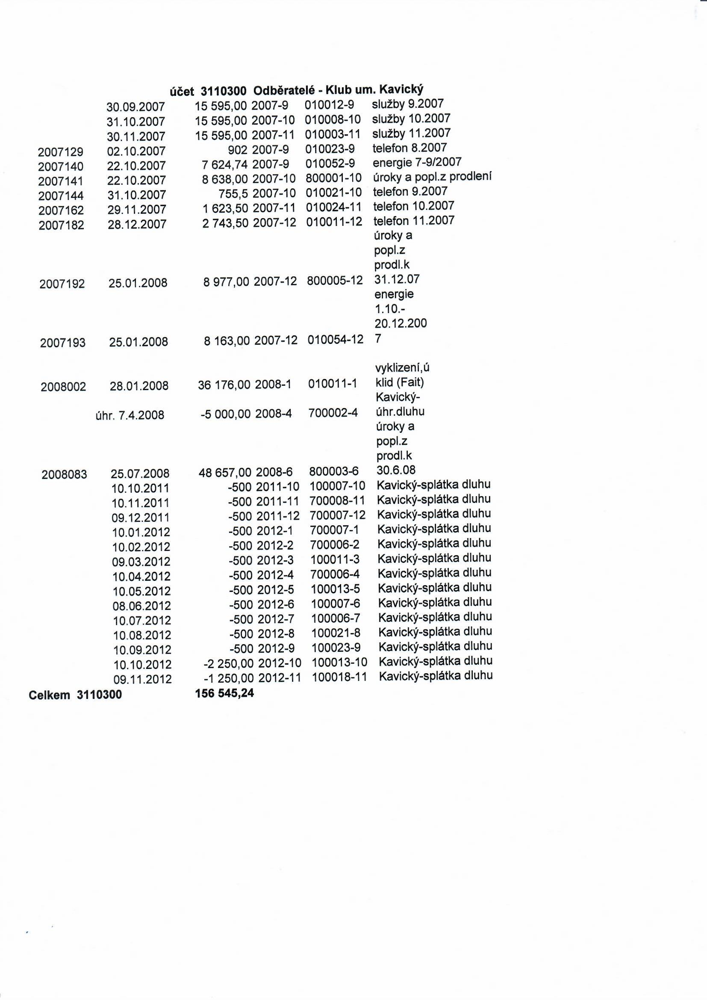 účet 3110300 Odběratelé - Klub um. Kavický
30.09.2007 15 595,00 2007-9 010012-9 služby 9.2007
31.10.2007 15 595,00 2007-10 010008-10 služby 10.2007
30.11.2007 15 595,00 2007-11 010003-11 služby 11.2007
2007129 02.10.2007 902 2007-9 010023-9 telefon 8.2007
2007140 22.10.2007 7 624,74 2007-9 010052-9 energie 7-9/2007
2007141 22.10.2007 8 638,00 2007-10 800001-10 úroky a popl.z prodlení
2007144 31.10.2007 755,5 2007-10 010021-10 telefon 9.2007
2007162 29.11.2007 1 623,50 2007-11 010024-11 telefon 10.2007
2007182 28.12.2007 2 743,50 2007-12 010011-12 telefon 11.2007
úroky a
popl.z
prodl.k
2007192 25.01.2008 8 977,00 2007-12 800005-12 31.12.07
energie
1.10.-
20.12.200
2007193 25.01.2008 8 163,00 2007-12 010054-12 7
vyklizení,ú
2008002 28.01.2008 36 176,00 2008-1 010011-1 klid (Fait)
Kavický-
úhr. 7.4.2008 -5 000,00 2008-4 700002-4 úhr.dluhu
úroky a
popl.z
prodl.k
2008083 25.07.2008 48 657,00 2008-6 800003-6 30.6.08
10.10.2011 -500 2011-10 100007-10 Kavický-splátka dluhu
10.11.2011 -500 2011-11 700008-11 Kavický-splátka dluhu
09.12.2011 -500 2011-12 700007-12 Kavický-splátka dluhu
10.01.2012 -500 2012-1 700007-1 Kavický-splátka dluhu
10.02.2012 -500 2012-2 700006-2 Kavický-splátka dluhu
09.03.2012 -500 2012-3 100011-3 Kavický-splátka dluhu
10.04.2012 -500 2012-4 700006-4 Kavický-splátka dluhu
10.05.2012 -500 2012-5 100013-5 Kavický-splátka dluhu
08.06.2012 -500 2012-6 100007-6 Kavický-splátka dluhu
10.07.2012 -500 2012-7 100006-7 Kavický-splátka dluhu
10.08.2012 -500 2012-8 100021-8 Kavický-splátka dluhu
10.09.2012 -500 2012-9 100023-9 Kavický-splátka dluhu
10.10.2012 -2 250,00 2012-10 100013-10 Kavický-splátka dluhu
09.11.2012 -1 250,00 2012-11 100018-11 Kavický-splátka dluhu
Celkem 3110300 156 545,24